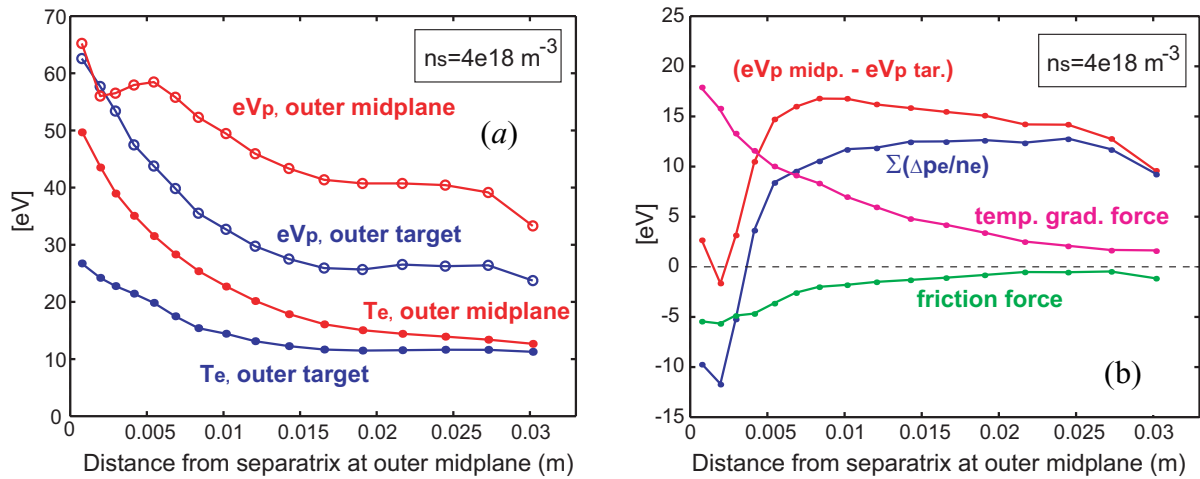 70
60
50
40
30
20
10
0
[eV]
ns=4e18 m-3
eVp, outer midplane
(a)
eVp, outer target
Te, outer midplane
Te, outer target
0 0.005 0.01 0.015 0.02 0.025 0.03
Distance from separatrix at outer midplane (m)
25
20
15
10
5
0
-5
-10
-15
[eV]
ns=4e18 m-3
(eVp midp. - eVp tar.)
Σ(Δpe/ne)
temp. grad. force
friction force
(b)
0 0.005 0.01 0.015 0.02 0.025 0.03
Distance from separatrix at outer midplane (m)